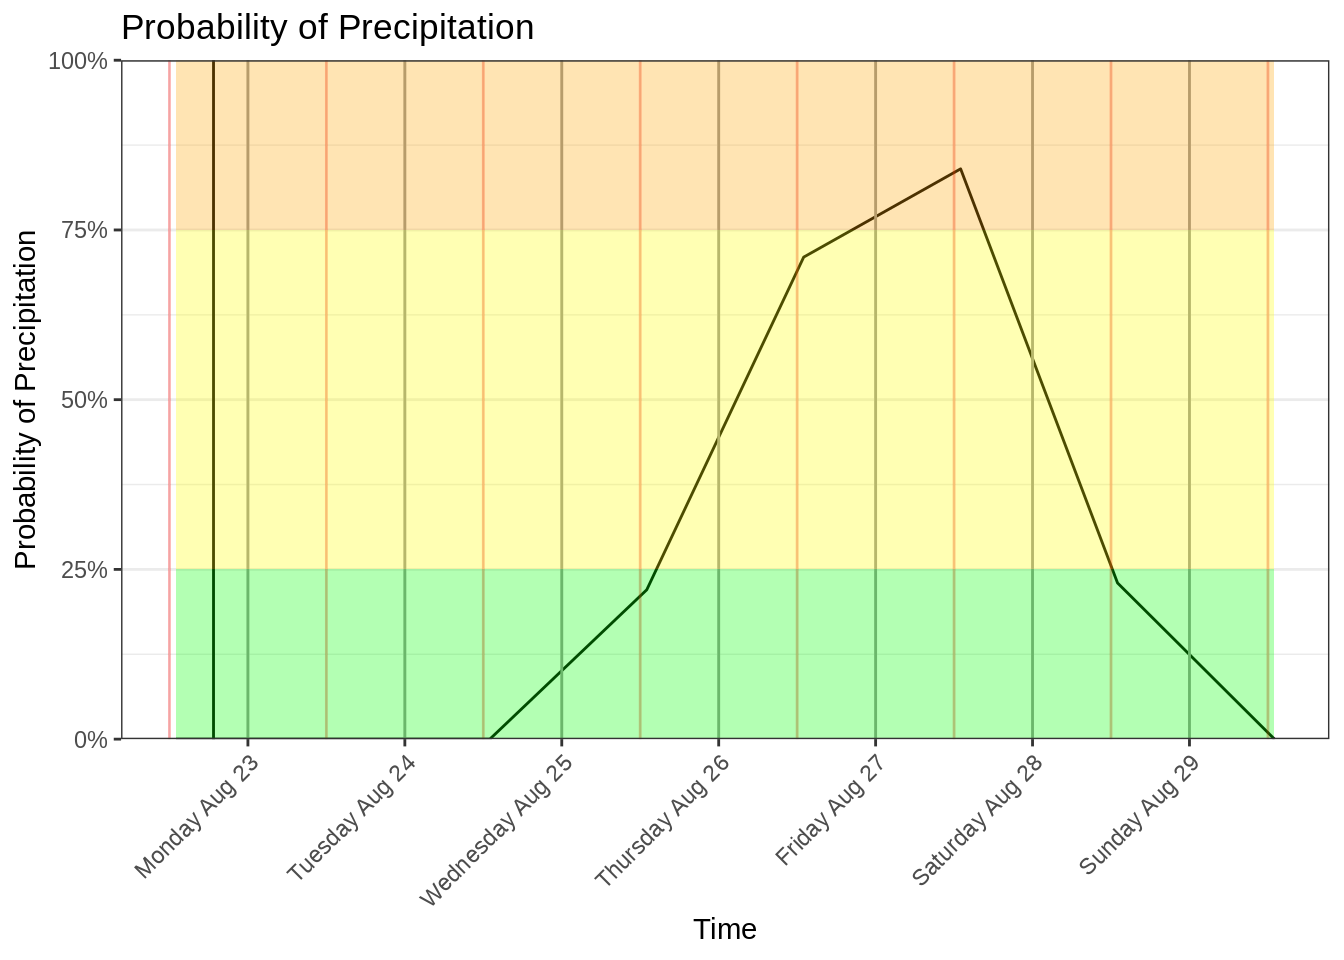 Probability of Precipitation
Probability of Precipitation
100%
75%
50%
25%
0%
Monday Aug 23
Tuesday Aug 24
Wednesday Aug 25
Thursday Aug 26
Friday Aug 27
Saturday Aug 28
Sunday Aug 29
Time